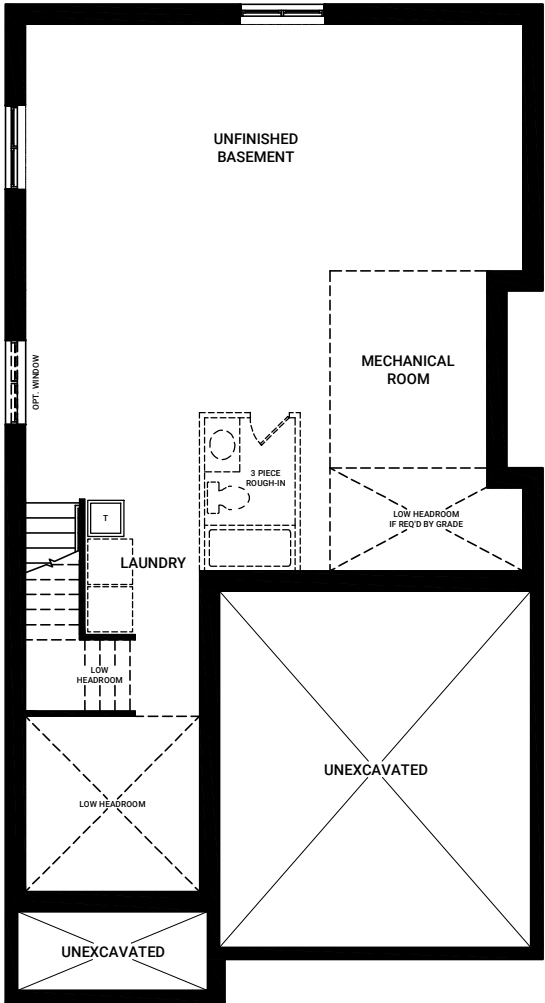 UNFINISHED
BASEMENT
OPT. WINDOW
MECHANICAL
ROOM
3 PIECE
ROUGH-IN
LOW HEADROOM
IF REQ'D BY GRADE
T
LAUNDRY
LOW
HEADROOM
UNEXCAVATED
LOW HEADROOM
UNEXCAVATED